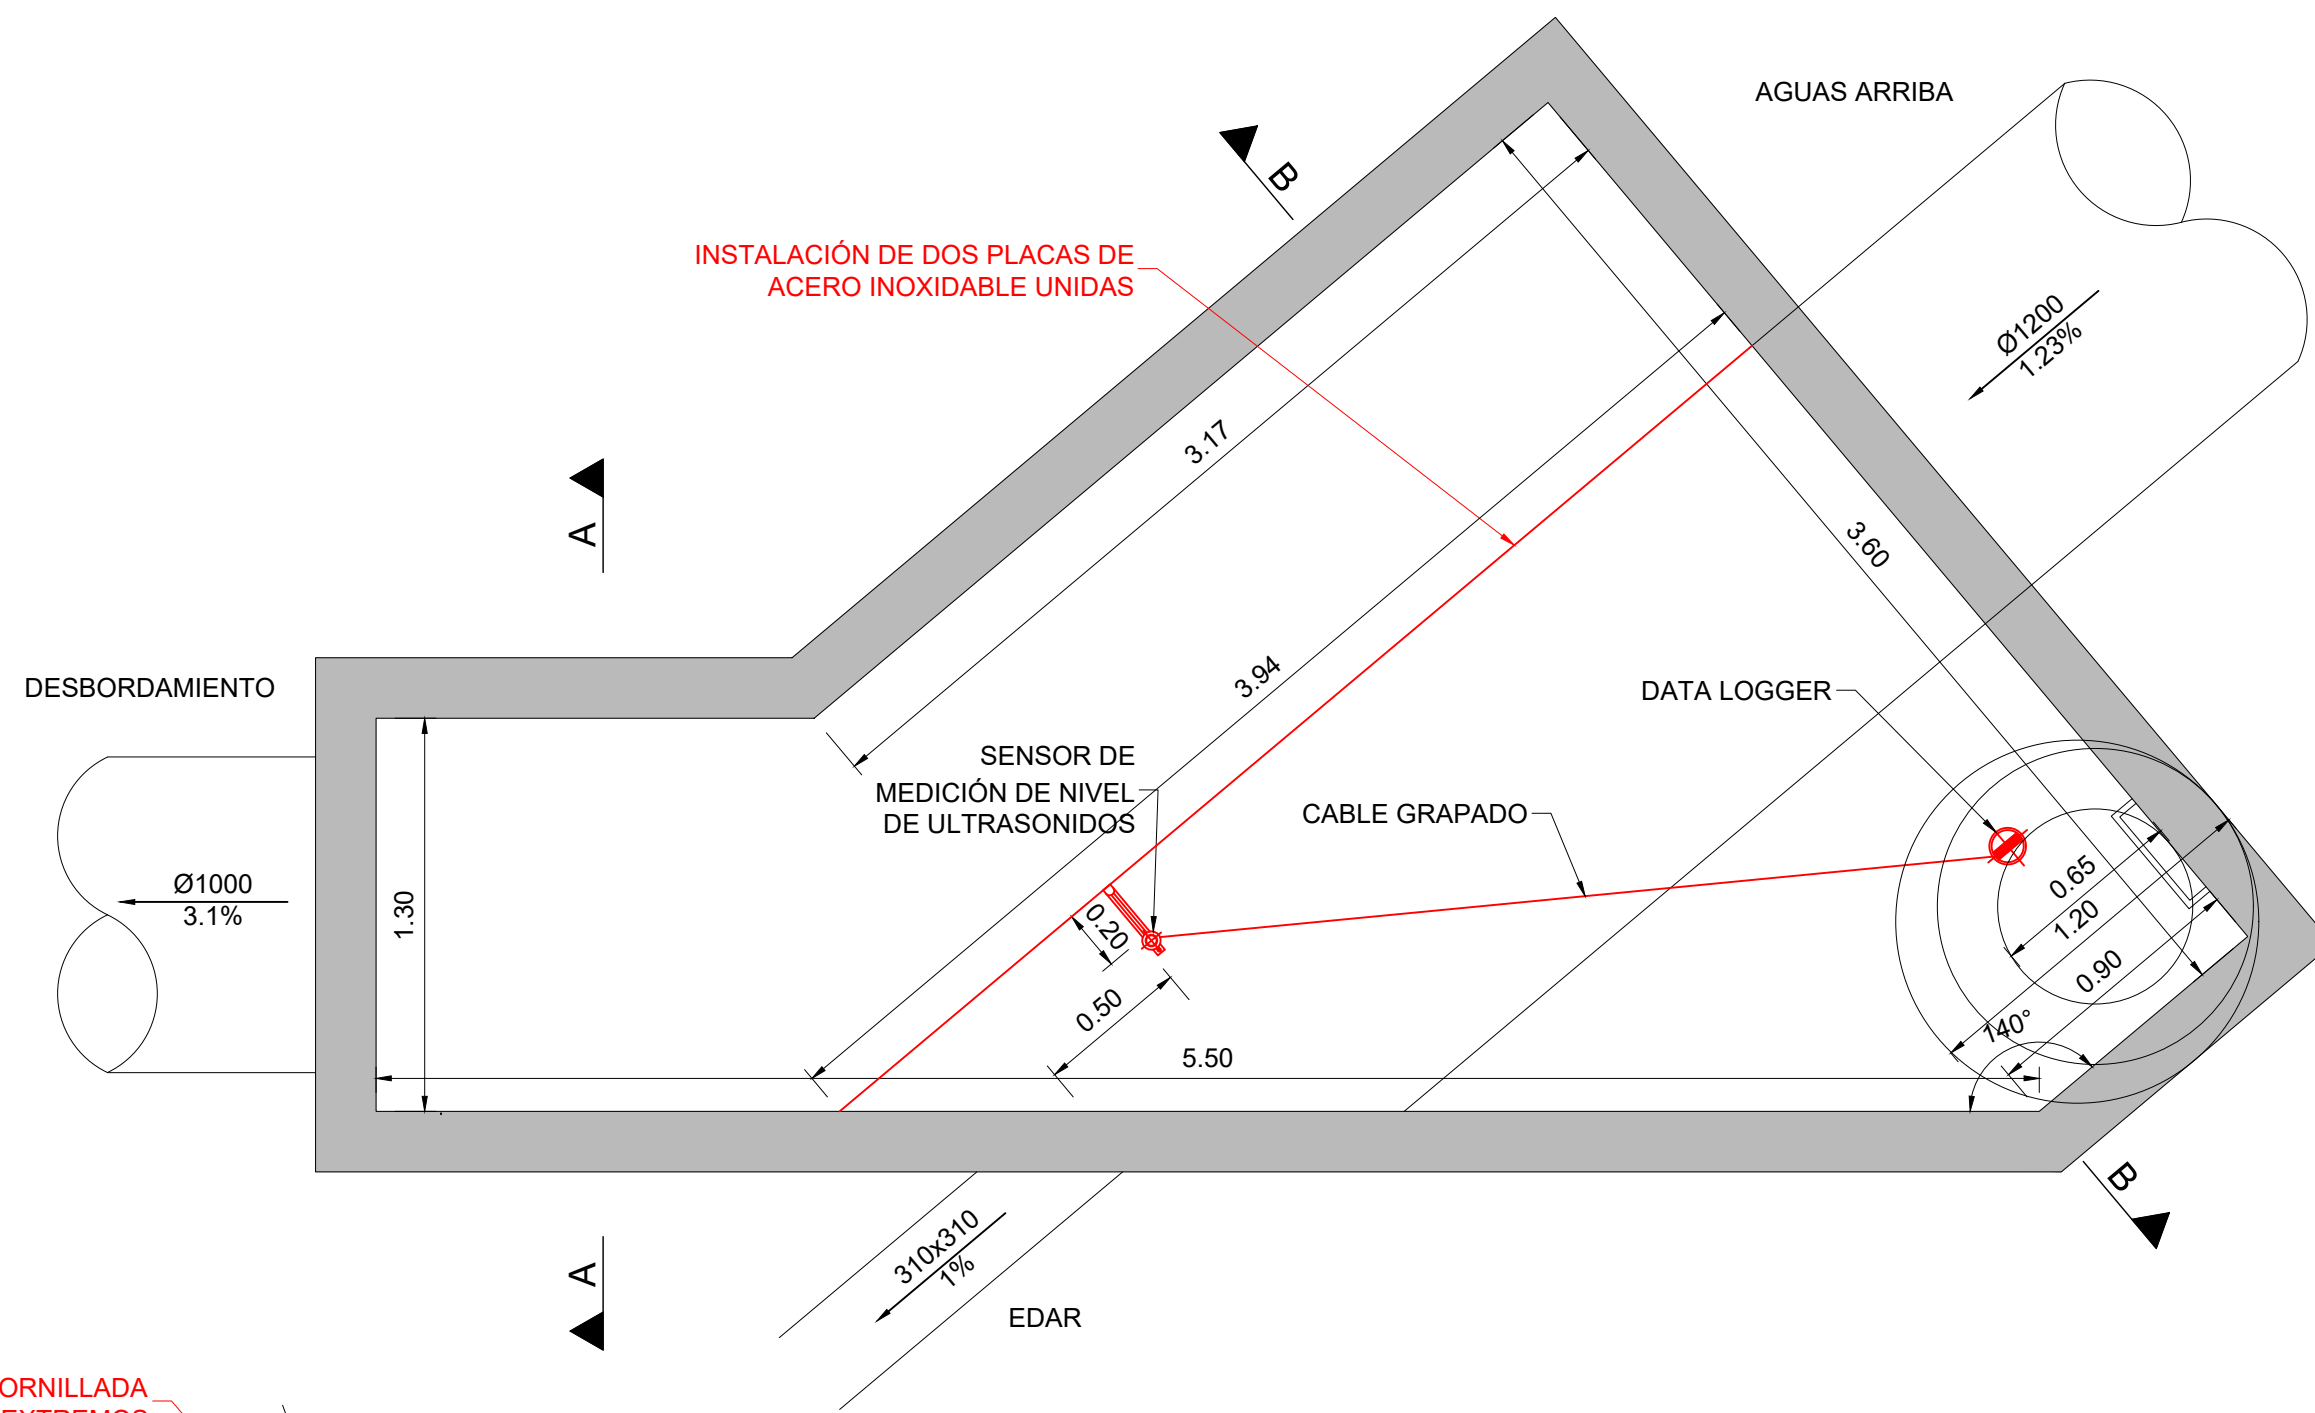 AGUAS ARRIBA
B
INSTALACIÓN DE DOS PLACAS DE
ACERO INOXIDABLE UNIDAS
Ø1200
1.23%
3.17
A
3.60
3.94
DESBORDAMIENTO
DATA LOGGER
SENSOR DE
MEDICIÓN DE NIVEL
DE ULTRASONIDOS
CABLE GRAPADO
Ø1000
3.1%
1.30
0.65
1.20
0.90
0.20
0.50
140°
5.50
B
310x310
1%
A
EDAR
ORNILLADA
EXTREMOS